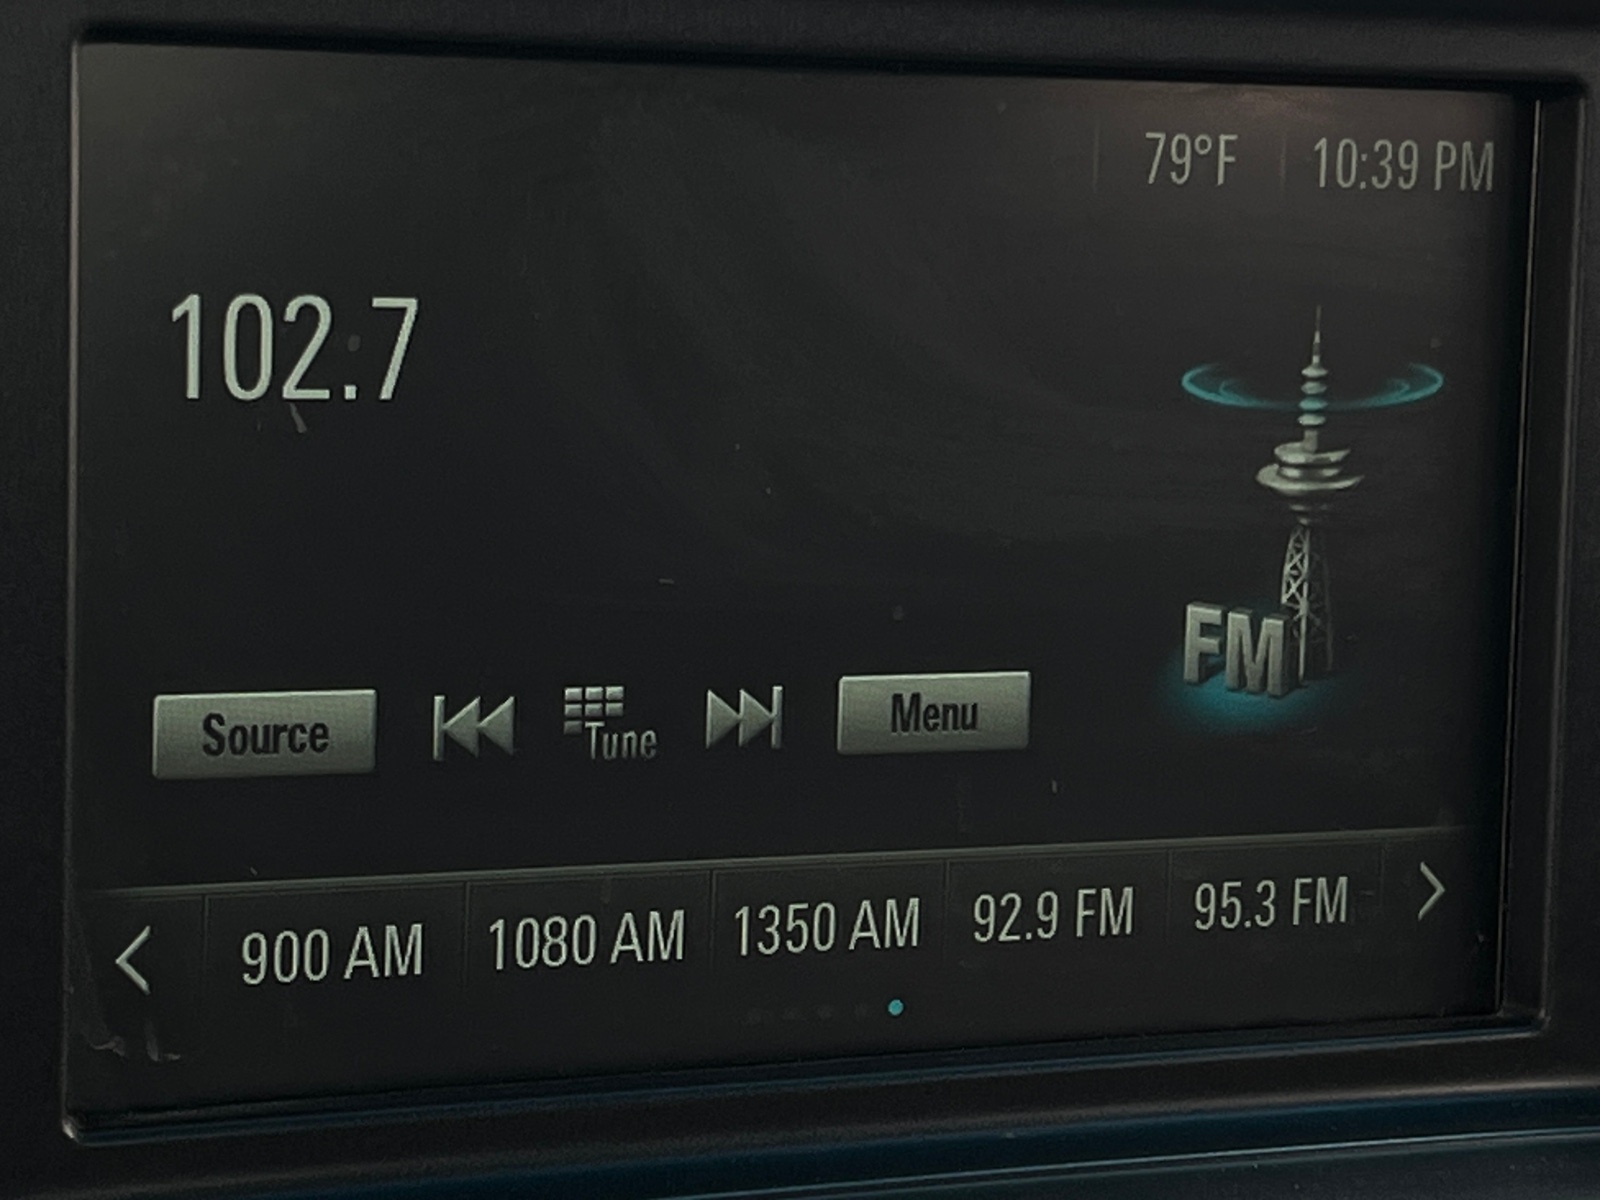 79°F 10:39 PM
102.7
FM
Source Tune Menu
900 AM 1080 AM 1350 AM 92.9 FM 95.3 FM